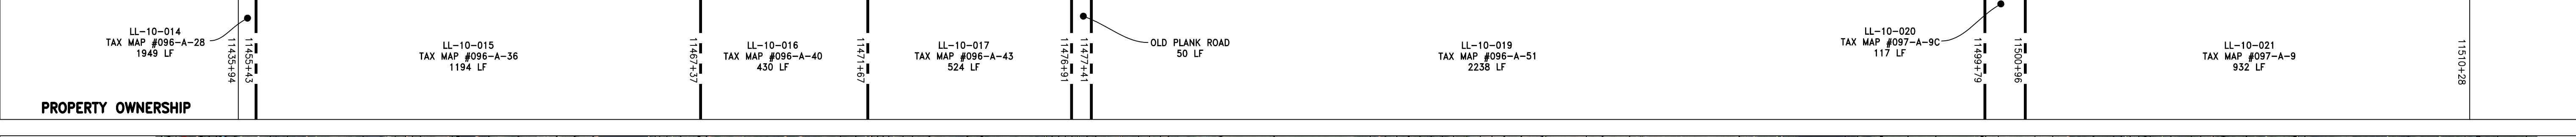 LL-10-014
TAX MAP #096-A-28
1949 LF
11435+94
11455+43
LL-10-015
TAX MAP #096-A-36
1194 LF
11467+37
LL-10-016
TAX MAP #096-A-40
430 LF
11471+67
LL-10-017
TAX MAP #096-A-43
524 LF
11476+91
11477+41
OLD PLANK ROAD
50 LF
LL-10-019
TAX MAP #096-A-51
2238 LF
LL-10-020
TAX MAP #097-A-9C
117 LF
11499+79
11500+96
LL-10-021
TAX MAP #097-A-9
932 LF
11510+28
PROPERTY OWNERSHIP